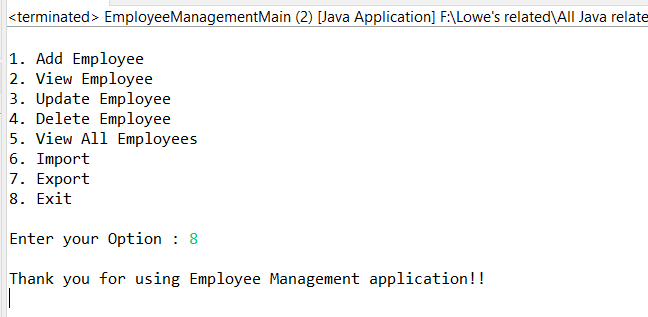 <terminated> EmployeeManagementMain (2) [Java Application] F:\Lowe's related\All Java relate
1. Add Employee
2. View Employee
3. Update Employee
4. Delete Employee
5. View All Employees
6. Import
7. Export
8. Exit
Enter your Option : 8
Thank you for using Employee Management application!!